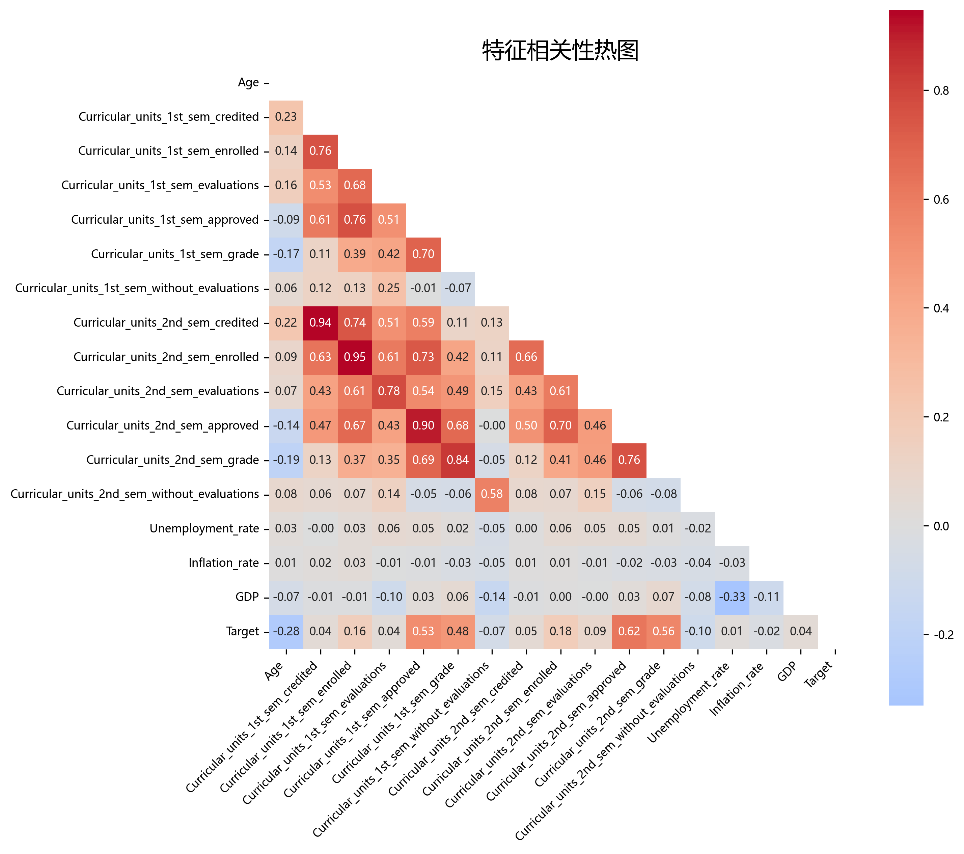 特征相关性热图
Age
Curricular_units_1st_sem_credited 0.23
Curricular_units_1st_sem_enrolled 0.14 0.76
Curricular_units_1st_sem_evaluations 0.16 0.53 0.68
Curricular_units_1st_sem_approved -0.09 0.61 0.76 0.51
Curricular_units_1st_sem_grade -0.17 0.11 0.39 0.42 0.70
Curricular_units_1st_sem_without_evaluations 0.06 0.12 0.13 0.25 -0.01 -0.07
Curricular_units_2nd_sem_credited 0.22 0.94 0.74 0.51 0.59 0.11 0.13
Curricular_units_2nd_sem_enrolled 0.09 0.63 0.95 0.61 0.73 0.42 0.11 0.66
Curricular_units_2nd_sem_evaluations 0.07 0.43 0.61 0.78 0.54 0.49 0.15 0.43 0.61
Curricular_units_2nd_sem_approved -0.14 0.47 0.67 0.43 0.90 0.68 -0.00 0.50 0.70 0.46
Curricular_units_2nd_sem_grade -0.19 0.13 0.37 0.35 0.69 0.84 -0.05 0.12 0.41 0.46 0.76
Curricular_units_2nd_sem_without_evaluations 0.08 0.06 0.07 0.14 -0.05 -0.06 0.58 0.08 0.07 0.15 -0.06 -0.08
Unemployment_rate 0.03 -0.00 0.03 0.06 0.05 0.02 -0.05 0.00 0.06 0.05 0.05 0.01 -0.02
Inflation_rate 0.01 0.02 0.03 -0.01 -0.01 -0.03 -0.05 0.01 0.01 -0.01 -0.02 -0.03 -0.04 -0.03
GDP -0.07 -0.01 -0.01 -0.10 0.03 0.06 -0.14 -0.01 0.00 -0.00 0.03 0.07 -0.08 -0.33 -0.11
Target -0.28 0.04 0.16 0.04 0.53 0.48 -0.07 0.05 0.18 0.09 0.62 0.56 -0.10 0.01 -0.02 0.04
Age
Curricular_units_1st_sem_credited
Curricular_units_1st_sem_enrolled
Curricular_units_1st_sem_evaluations
Curricular_units_1st_sem_approved
Curricular_units_1st_sem_grade
Curricular_units_1st_sem_without_evaluations
Curricular_units_2nd_sem_credited
Curricular_units_2nd_sem_enrolled
Curricular_units_2nd_sem_evaluations
Curricular_units_2nd_sem_approved
Curricular_units_2nd_sem_grade
Curricular_units_2nd_sem_without_evaluations
Unemployment_rate
Inflation_rate
GDP
Target
0.8
0.6
0.4
0.2
0.0
-0.2